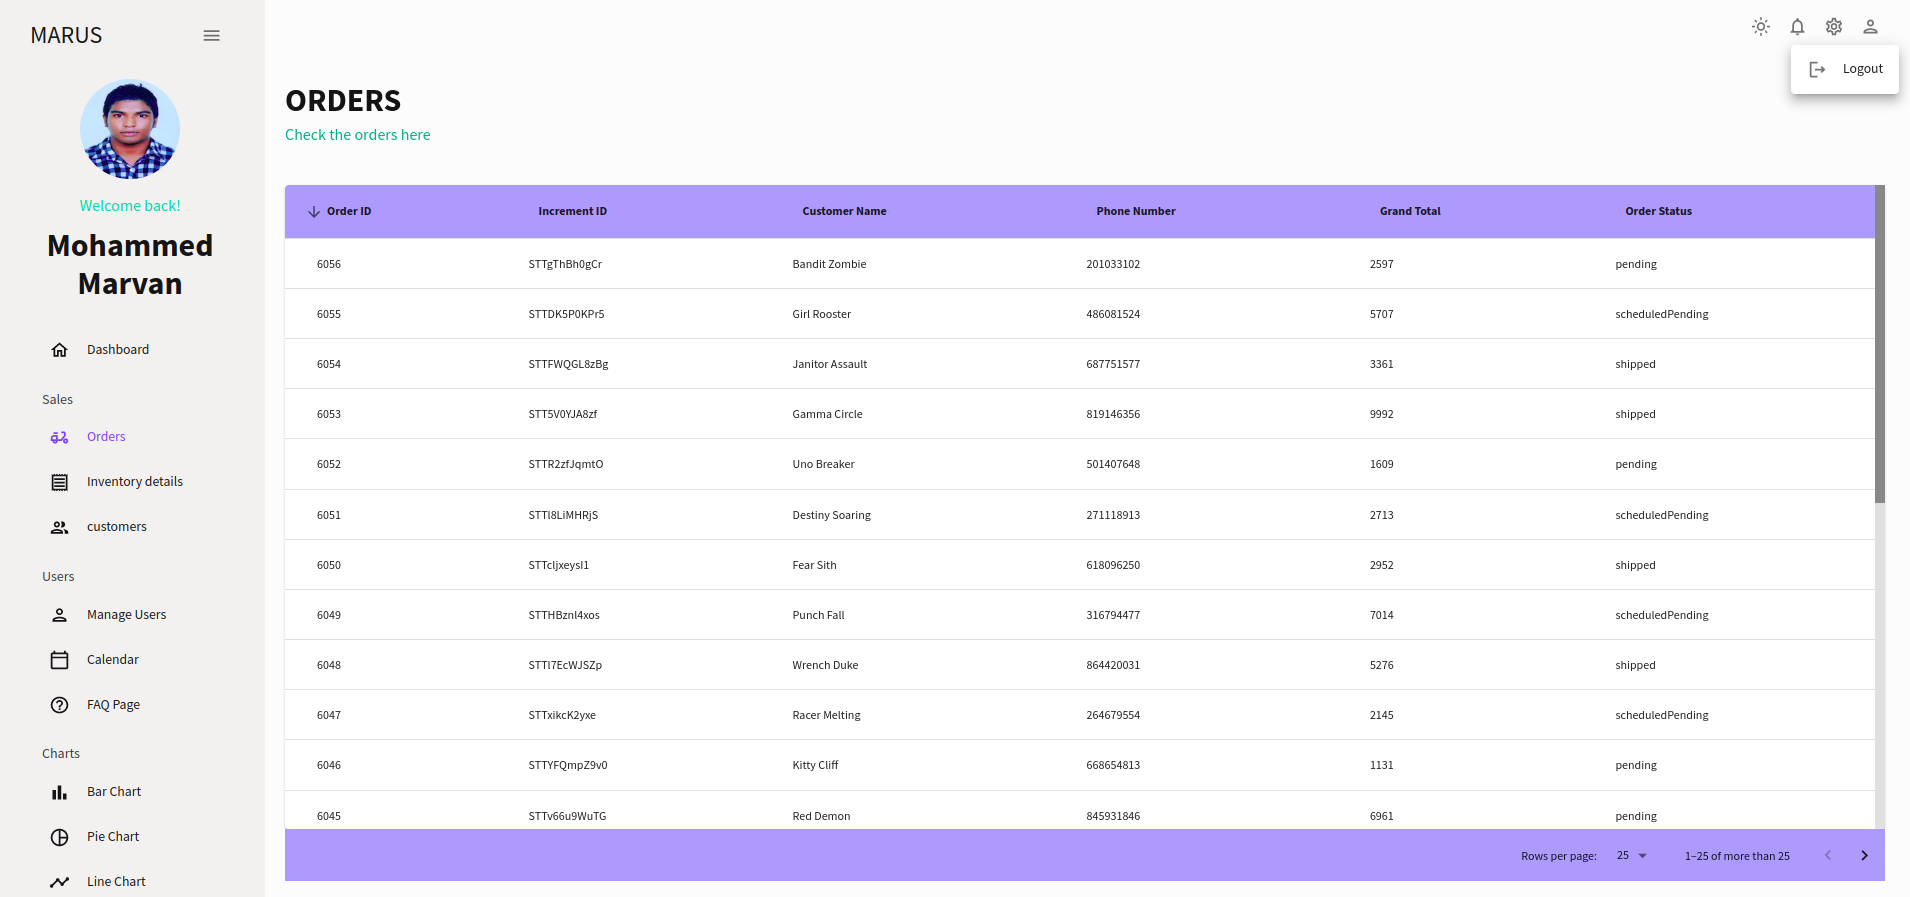 MARUS
Logout
Welcome back!
Mohammed
Marvan
Dashboard
Sales
Orders
Inventory details
customers
Users
Manage Users
Calendar
FAQ Page
Charts
Bar Chart
Pie Chart
Line Chart
ORDERS
Check the orders here
Order ID Increment ID Customer Name Phone Number Grand Total Order Status
6056 STTgThBh0gCr Bandit Zombie 201033102 2597 pending
6055 STTDK5P0KPr5 Girl Rooster 486081524 5707 scheduledPending
6054 STTFWQGL8zBg Janitor Assault 687751577 3361 shipped
6053 STT5V0YJA8zf Gamma Circle 819146356 9992 shipped
6052 STTR2zfJqmtO Uno Breaker 501407648 1609 pending
6051 STTl8LiMHRjS Destiny Soaring 271118913 2713 scheduledPending
6050 STTcljxeysI1 Fear Sith 618096250 2952 shipped
6049 STTHBznl4xos Punch Fall 316794477 7014 scheduledPending
6048 STTl7EcWJSZp Wrench Duke 864420031 5276 shipped
6047 STTxikcK2yxe Racer Melting 264679554 2145 scheduledPending
6046 STTYFQmpZ9v0 Kitty Cliff 668654813 1131 pending
6045 STTv66u9WuTG Red Demon 845931846 6961 pending
Rows per page: 25 1–25 of more than 25